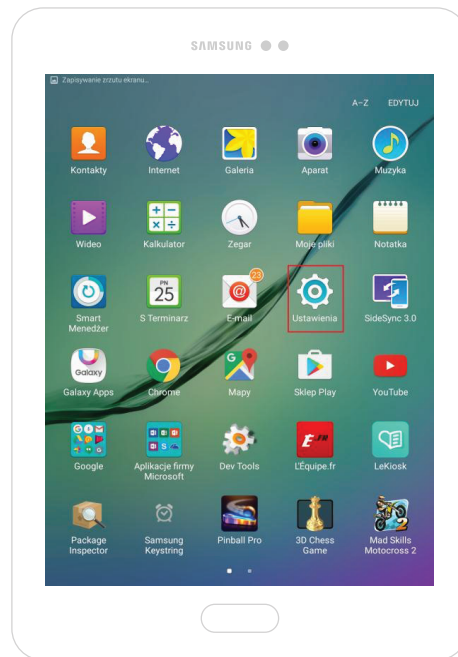 SAMSUNG
Zapisywanie zrzutu ekranu...
A-Z EDYTUJ
Kontakty Internet Galeria Aparat Muzyka
Wideo Kalkulator Zegar Moje pliki Notatka
PN
25
@
23
Smart
Menedżer
S Terminarz E-mail Ustawienia SideSync 3.0
Galaxy
G
Galaxy Apps Chrome Mapy Sklep Play YouTube
É.FR
Google
Aplikacje firmy
Microsoft
Dev Tools L'Équipe.fr LeKiosk
Package
Inspector
Samsung
Keystring
Pinball Pro
3D Chess
Game
Mad Skills
Motocross 2